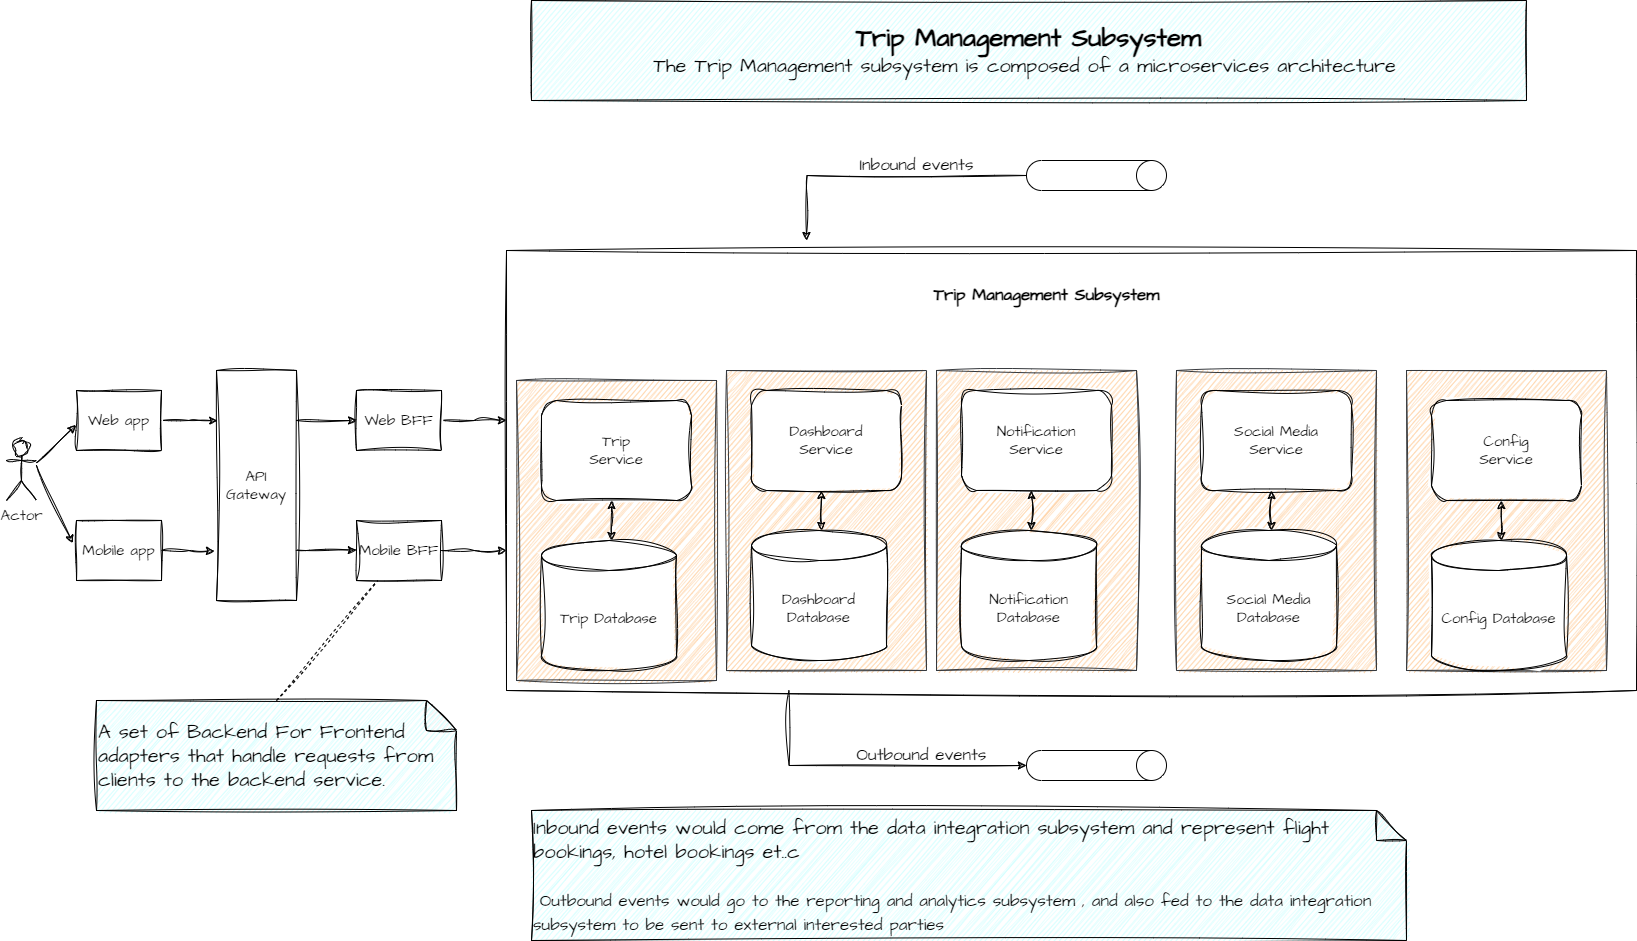 Trip Management Subsystem
The Trip Management subsystem is composed of a microservices architecture
Inbound events
Trip Management Subsystem
Web app
Mobile app
Actor
API
Gateway
Web BFF
Mobile BFF
Trip
Service
Dashboard
Service
Notification
Service
Social Media
Service
Config
Service
Trip Database
Dashboard
Database
Notification
Database
Social Media
Database
Config Database
A set of Backend For Frontend
adapters that handle requests from
clients to the backend service.
Outbound events
Inbound events would come from the data integration subsystem and represent flight
bookings, hotel bookings et..c
Outbound events would go to the reporting and analytics subsystem , and also fed to the data integration
subsystem to be sent to external interested parties